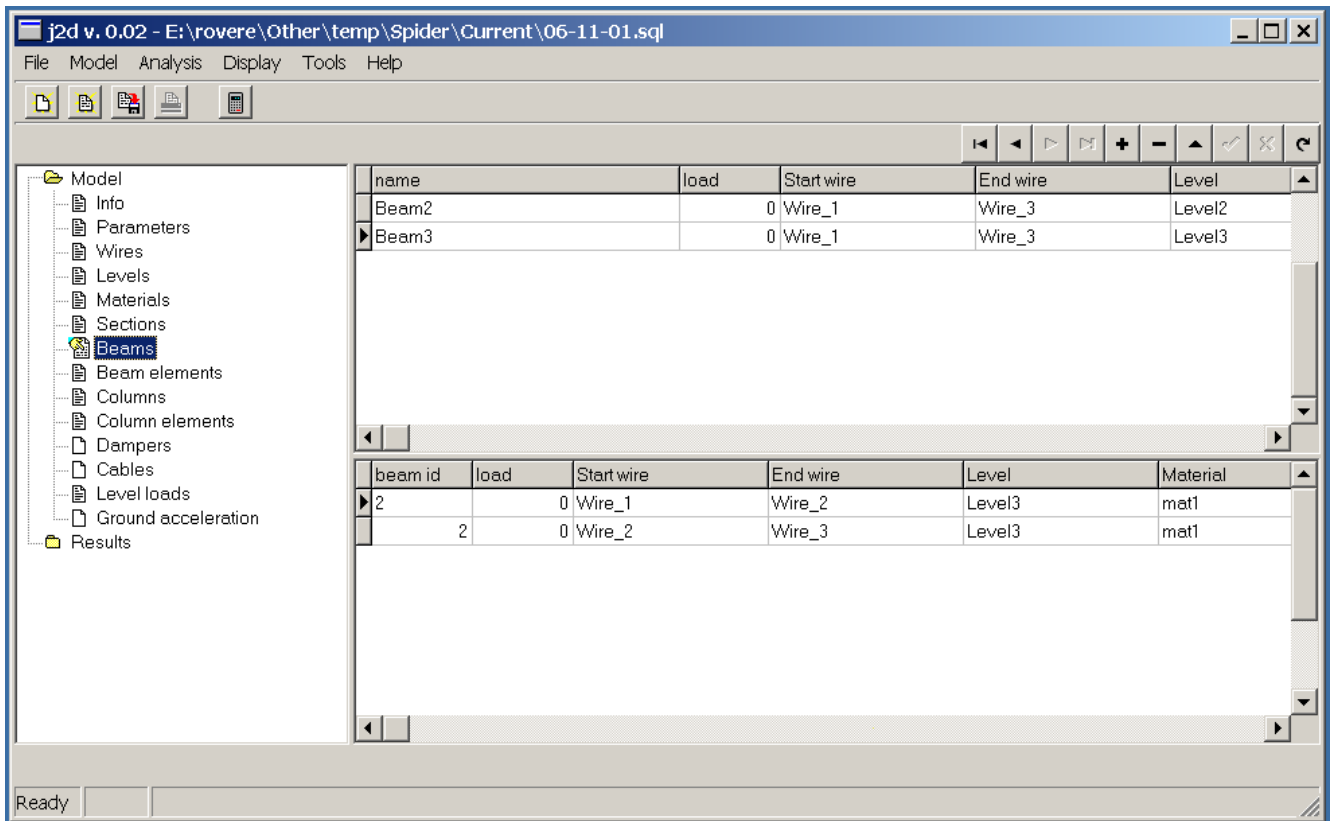 j2d v. 0.02 - E:\rovere\Other\temp\Spider\Current\06-11-01.sql
File Model Analysis Display Tools Help
Model
Info
Parameters
Wires
Levels
Materials
Sections
Beams
Beam elements
Columns
Column elements
Dampers
Cables
Level loads
Ground acceleration
Results
name load Start wire End wire Level
Beam2 0 Wire_1 Wire_3 Level2
Beam3 0 Wire_1 Wire_3 Level3
beam id load Start wire End wire Level Material
2 0 Wire_1 Wire_2 Level3 mat1
2 0 Wire_2 Wire_3 Level3 mat1
Ready